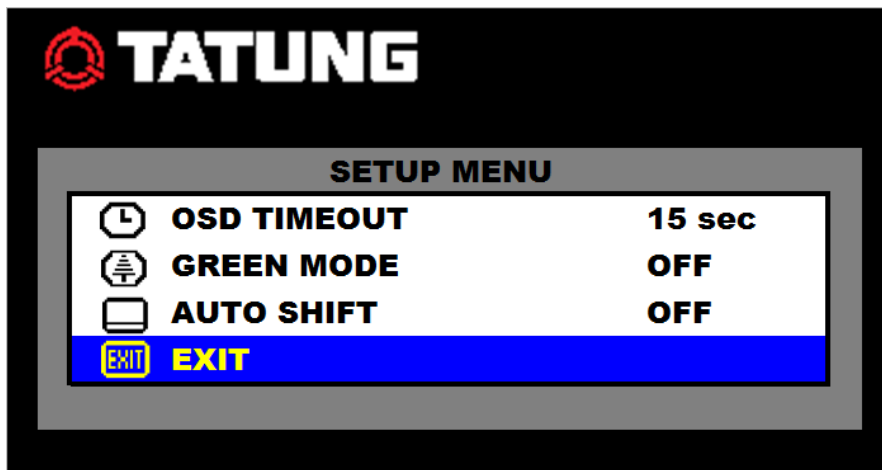 TATUNG
SETUP MENU
OSD TIMEOUT 15 sec
GREEN MODE OFF
AUTO SHIFT OFF
EXIT EXIT